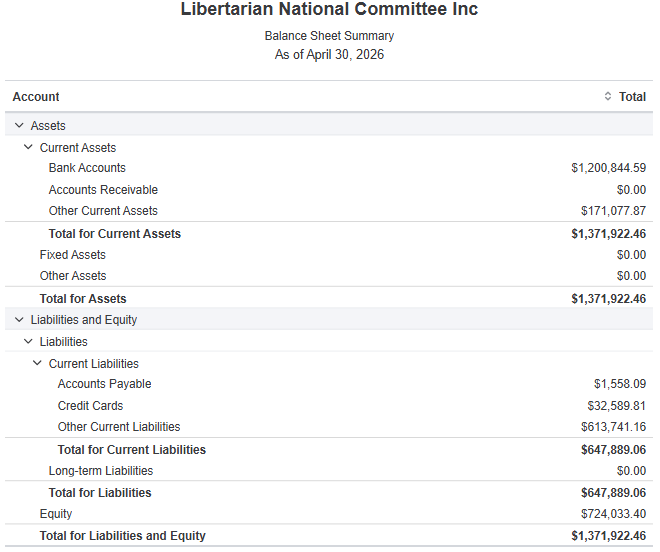 Libertarian National Committee Inc
Balance Sheet Summary
As of April 30, 2026
Account Total
Assets
Current Assets
Bank Accounts $1,200,844.59
Accounts Receivable $0.00
Other Current Assets $171,077.87
Total for Current Assets $1,371,922.46
Fixed Assets $0.00
Other Assets $0.00
Total for Assets $1,371,922.46
Liabilities and Equity
Liabilities
Current Liabilities
Accounts Payable $1,558.09
Credit Cards $32,589.81
Other Current Liabilities $613,741.16
Total for Current Liabilities $647,889.06
Long-term Liabilities $0.00
Total for Liabilities $647,889.06
Equity $724,033.40
Total for Liabilities and Equity $1,371,922.46